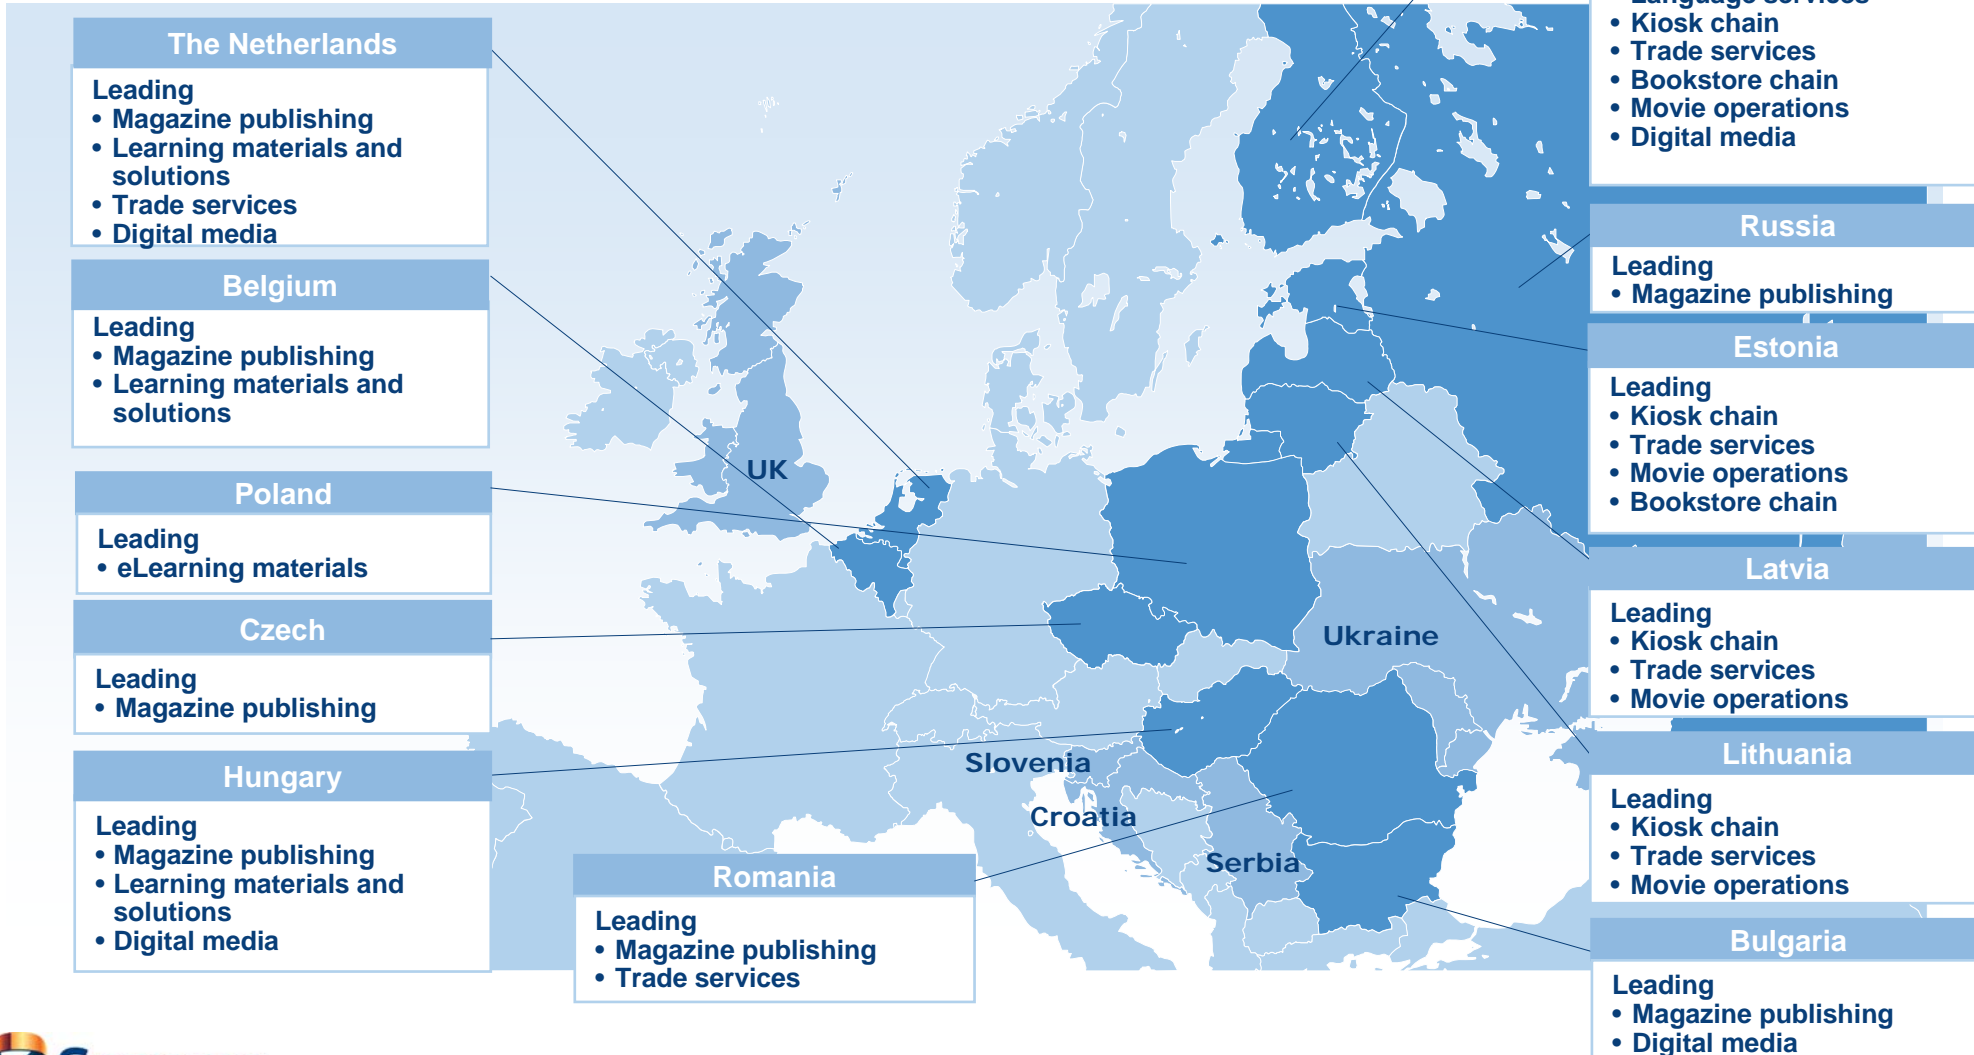 The Netherlands
Leading
• Magazine publishing
• Learning materials and
solutions
• Trade services
• Digital media
Belgium
Leading
• Magazine publishing
• Learning materials and
solutions
Poland
Leading
• eLearning materials
Czech
Leading
• Magazine publishing
Hungary
Leading
• Magazine publishing
• Learning materials and
solutions
• Digital media
Romania
Leading
• Magazine publishing
• Trade services
UK
Ukraine
Slovenia
Croatia
Serbia
• Language services
• Kiosk chain
• Trade services
• Bookstore chain
• Movie operations
• Digital media
Russia
Leading
• Magazine publishing
Estonia
Leading
• Kiosk chain
• Trade services
• Movie operations
• Bookstore chain
Latvia
Leading
• Kiosk chain
• Trade services
• Movie operations
Lithuania
Leading
• Kiosk chain
• Trade services
• Movie operations
Bulgaria
Leading
• Magazine publishing
• Digital media